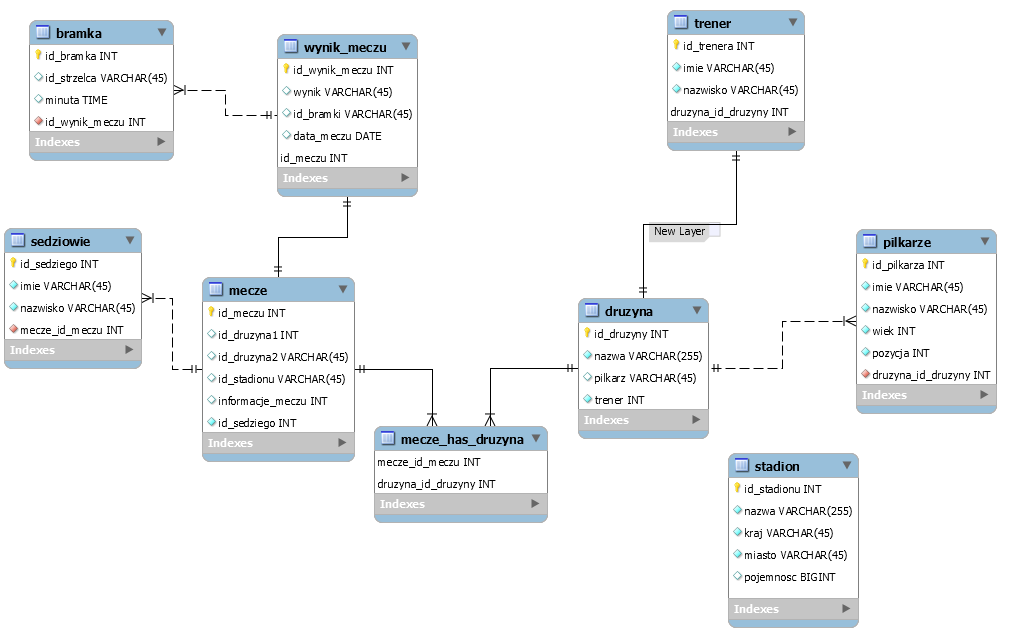 bramka
id_bramka INT
id_strzelca VARCHAR(45)
minuta TIME
id_wynik_meczu INT
Indexes
wynik_meczu
id_wynik_meczu INT
wynik VARCHAR(45)
id_bramki VARCHAR(45)
data_meczu DATE
id_meczu INT
Indexes
trener
id_trenera INT
imie VARCHAR(45)
nazwisko VARCHAR(45)
druzyna_id_druzyny INT
Indexes
New Layer
sedziowie
id_sedziego INT
imie VARCHAR(45)
nazwisko VARCHAR(45)
mecze_id_meczu INT
Indexes
mecze
id_meczu INT
id_druzyna1 INT
id_druzyna2 VARCHAR(45)
id_stadionu VARCHAR(45)
informacje_meczu INT
id_sedziego INT
Indexes
druzyna
id_druzyny INT
nazwa VARCHAR(255)
pilkarz VARCHAR(45)
trener INT
Indexes
pilkarze
id_pilkarza INT
imie VARCHAR(45)
nazwisko VARCHAR(45)
wiek INT
pozycja INT
druzyna_id_druzyny INT
Indexes
mecze_has_druzyna
mecze_id_meczu INT
druzyna_id_druzyny INT
Indexes
stadion
id_stadionu INT
nazwa VARCHAR(255)
kraj VARCHAR(45)
miasto VARCHAR(45)
pojemnosc BIGINT
Indexes